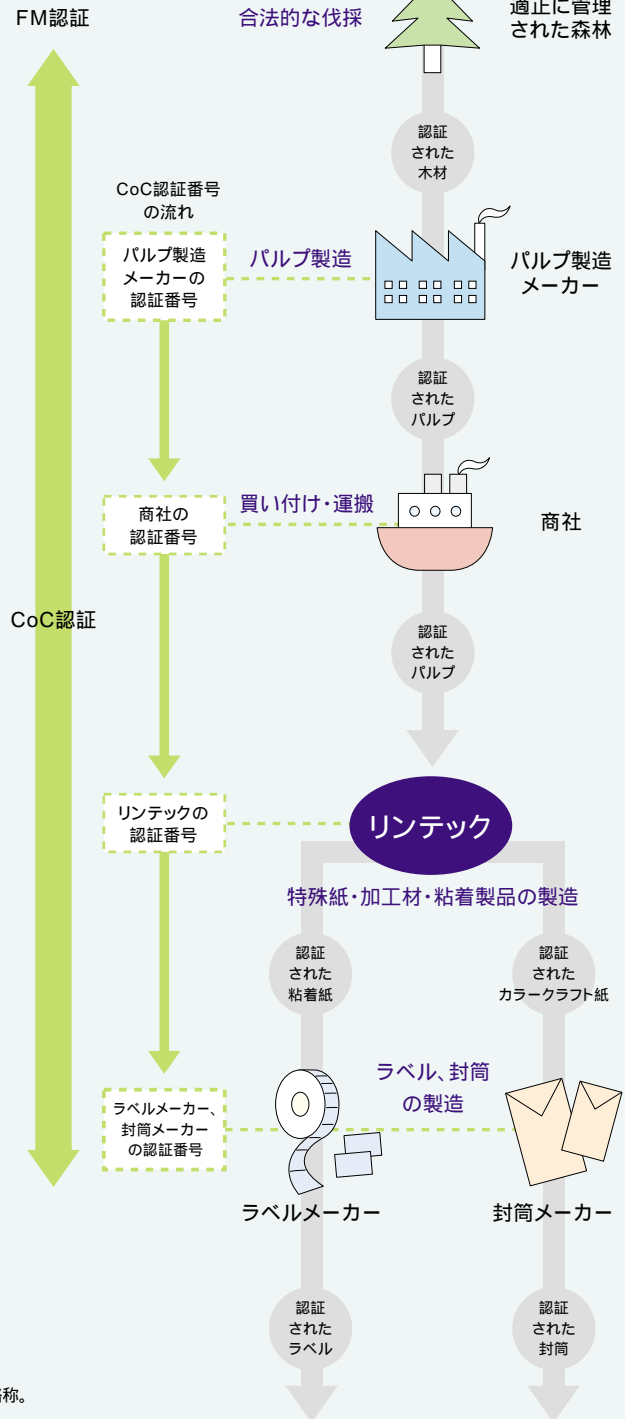 FM認証
合法的な伐採
適正に管理
された森林
認証
された
木材
CoC認証番号
の流れ
パルプ製造
メーカーの
認証番号
パルプ製造
パルプ製造
メーカー
認証
された
パルプ
商社の
認証番号
買い付け・運搬
商社
CoC認証
認証
された
パルプ
リンテックの
認証番号
リンテック
特殊紙・加工材・粘着製品の製造
認証
された
粘着紙
認証
された
カラークラフト紙
ラベルメーカー、
封筒メーカー
の認証番号
ラベル、封筒
の製造
ラベルメーカー
封筒メーカー
認証
された
ラベル
認証
された
封筒
称。